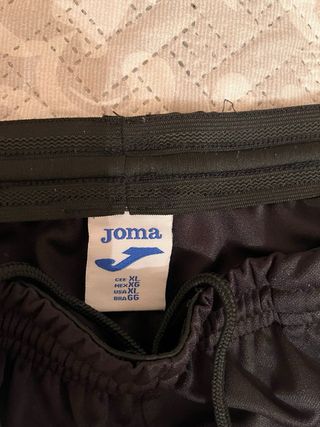 Joma
CEE XL
MEX XG
USA XL
BRA GG